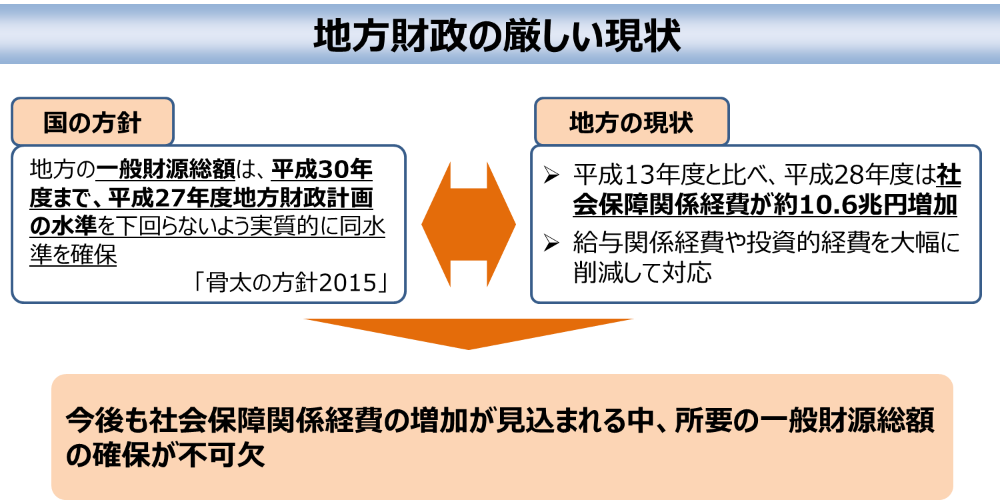 地方財政の厳しい現状
国の方針
地方の一般財源総額は、平成30年
度まで、平成27年度地方財政計画
の水準を下回らないよう実質的に同水
準を確保
「骨太の方針2015」
地方の現状
➢ 平成13年度と比べ、平成28年度は社
会保障関係経費が約10.6兆円増加
➢ 給与関係経費や投資的経費を大幅に
削減して対応
今後も社会保障関係経費の増加が見込まれる中、所要の一般財源総額
の確保が不可欠